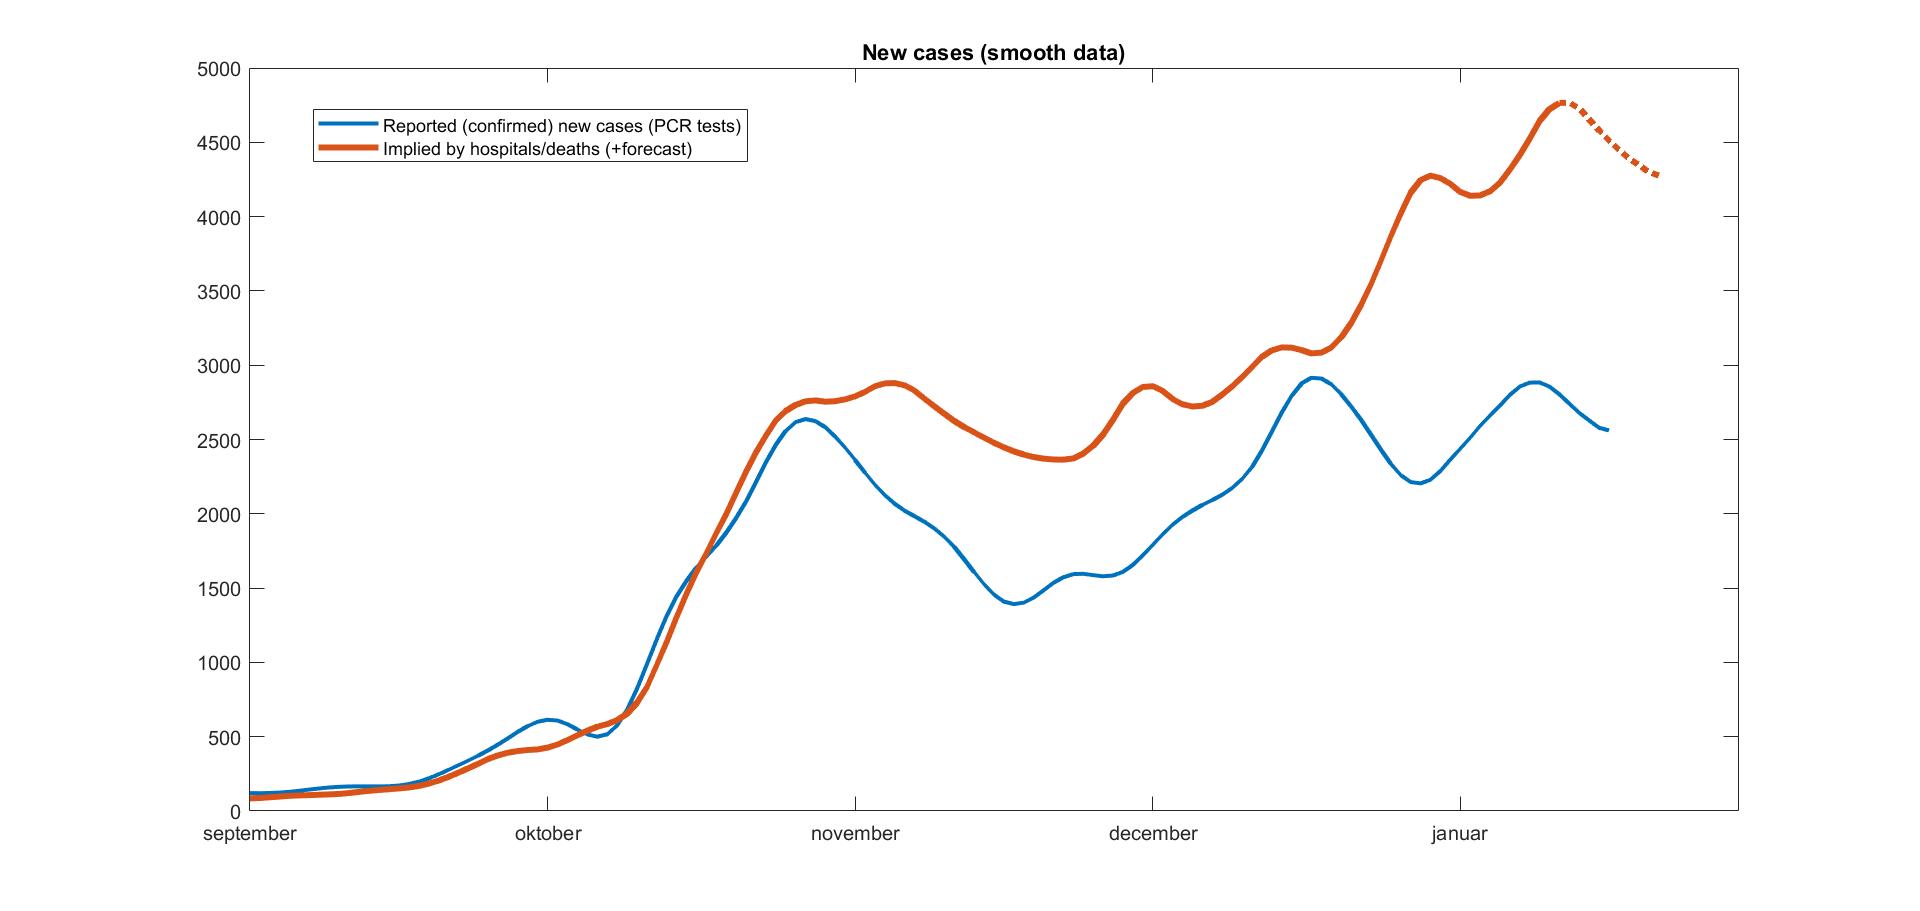 New cases (smooth data)
5000
4500
4000
3500
3000
2500
2000
1500
1000
500
0
Reported (confirmed) new cases (PCR tests)
Implied by hospitals/deaths (+forecast)
september oktober november december januar